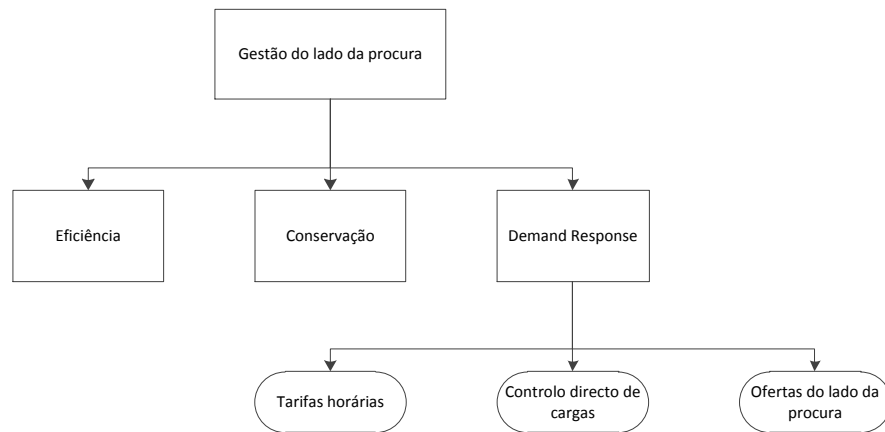 Gestão do lado da procura
Eficiência
Conservação
Demand Response
Tarifas horárias
Controlo directo de
cargas
Ofertas do lado da
procura